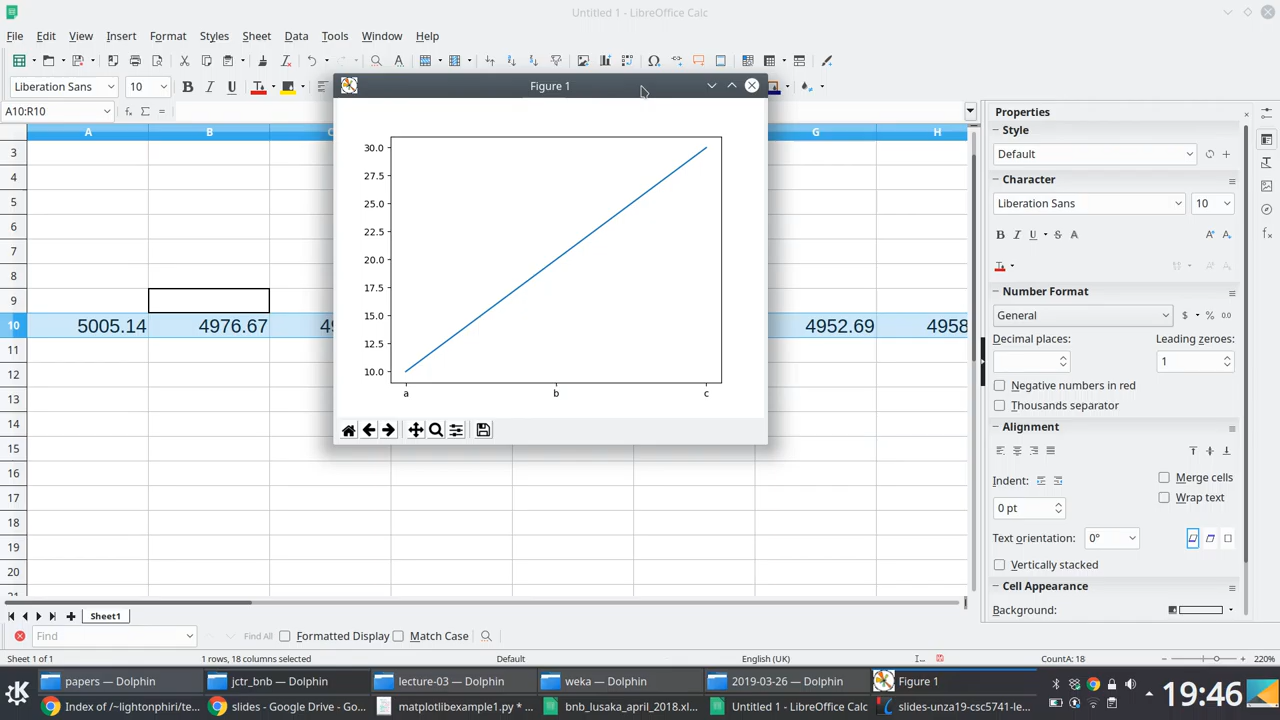 Untitled 1 - LibreOffice Calc
File Edit View Insert Format Styles Sheet Data Tools Window Help
Liberation Sans 10
Figure 1
A10:R10
Properties
A B G H
Style
Default
Character
Liberation Sans 10
Number Format
General
Decimal places: Leading zeroes:
1
Negative numbers in red
Thousands separator
Alignment
Merge cells
Indent:
Wrap text
0 pt
Text orientation: 0°
Vertically stacked
Cell Appearance
Background:
30.0
27.5
25.0
22.5
20.0
17.5
15.0
12.5
10.0
a b c
3
4
5
6
7
8
9
10 5005.14 4976.67 4952.69 4958
11
12
13
14
15
16
17
18
19
20
Sheet1
Find Find All Formatted Display Match Case
Sheet 1 of 1 1 rows, 18 columns selected Default English (UK) CountA: 18 220%
papers — Dolphin jctr_bnb — Dolphin lecture-03 — Dolphin weka — Dolphin 2019-03-26 — Dolphin Figure 1
Index of /~lightonphiri/te... slides - Google Drive - Go... matplotlibexample1.py * ... bnb_lusaka_april_2018.xl... Untitled 1 - LibreOffice Calc slides-unza19-csc5741-le...
19:46